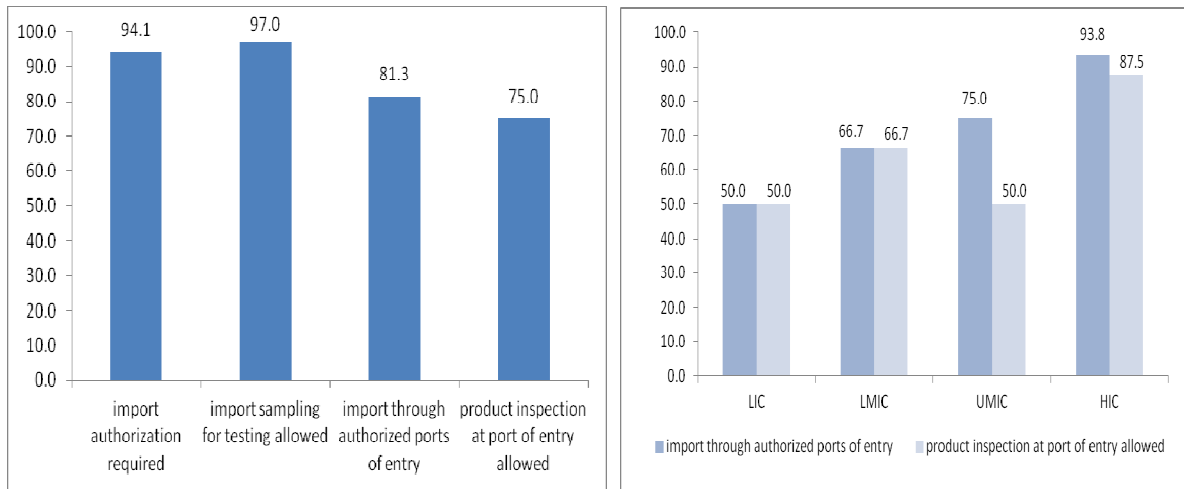 100.0
90.0
80.0
70.0
60.0
50.0
40.0
30.0
20.0
10.0
0.0
94.1
97.0
81.3
75.0
import
authorization
required
import sampling
for testing allowed
import through
authorized ports
of entry
product inspection
at port of entry
allowed
100.0
90.0
80.0
70.0
60.0
50.0
40.0
30.0
20.0
10.0
0.0
50.0 50.0
66.7 66.7
75.0
50.0
93.8
87.5
LIC LMIC UMIC HIC
import through authorized ports of entry product inspection at port of entry allowed